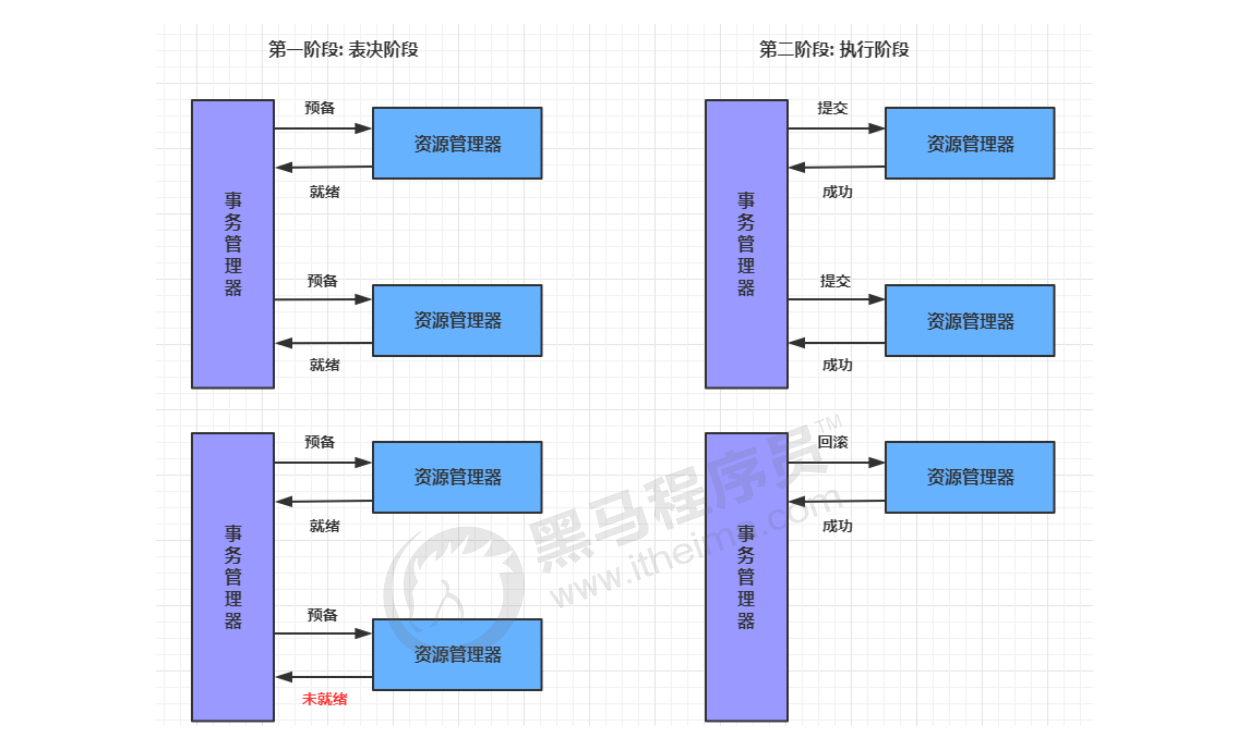 第一阶段: 表决阶段
第二阶段: 执行阶段
事务管理器
预备
资源管理器
就绪
预备
资源管理器
就绪
事务管理器
提交
资源管理器
成功
提交
资源管理器
成功
事务管理器
预备
资源管理器
就绪
预备
资源管理器
未就绪
事务管理器
回滚
资源管理器
成功
黑马程序员™
www.itheima.com